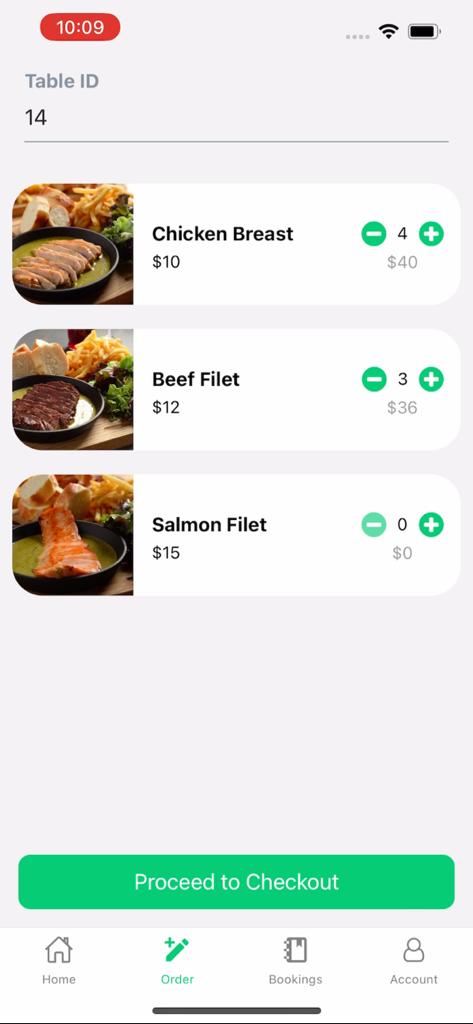 10:09
Table ID
14
Chicken Breast
4
$10
$40
Beef Filet
3
$12
$36
Salmon Filet
0
$15
$0
Proceed to Checkout
Home
Order
Bookings
Account